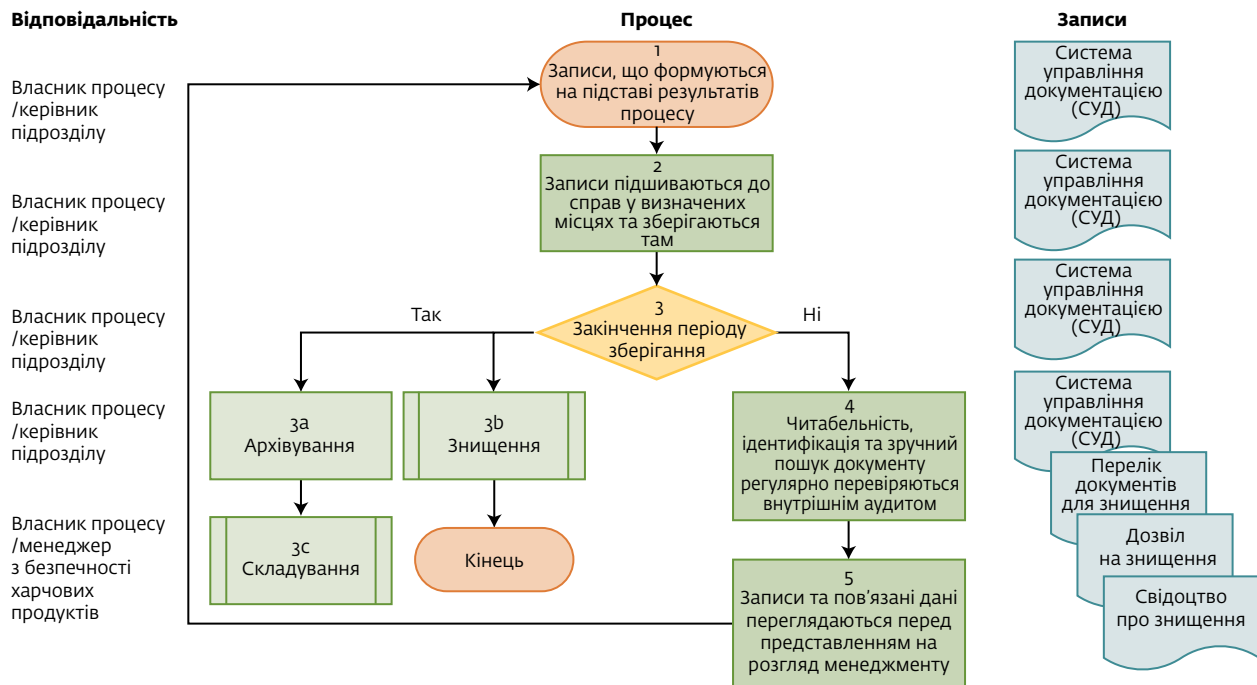 Відповідальність
Процес
Записи
Власник процесу
/керівник
підрозділу
1
Записи, що формуються
на підставі результатів
процесу
Система
управління
документацією
(СУД)
Власник процесу
/керівник
підрозділу
2
Записи підшиваються до
справ у визначених
місцях та зберігаються
там
Система
управління
документацією
(СУД)
Власник процесу
/керівник
підрозділу
Так
3
Закінчення періоду
зберігання
Ні
Система
управління
документацією
(СУД)
Власник процесу
/керівник
підрозділу
3a
Архівування
3b
Знищення
4
Читабельність,
ідентифікація та зручний
пошук документу
регулярно перевіряються
внутрішнім аудитом
Система
управління
документацією
(СУД)
Перелік
документів
для знищення
Власник процесу
/менеджер
з безпечності
харчових
продуктів
3c
Складування
Кінець
5
Записи та пов’язані дані
переглядаються перед
представленням на
розгляд менеджменту
Дозвіл
на знищення
Свідоцтво
про знищення